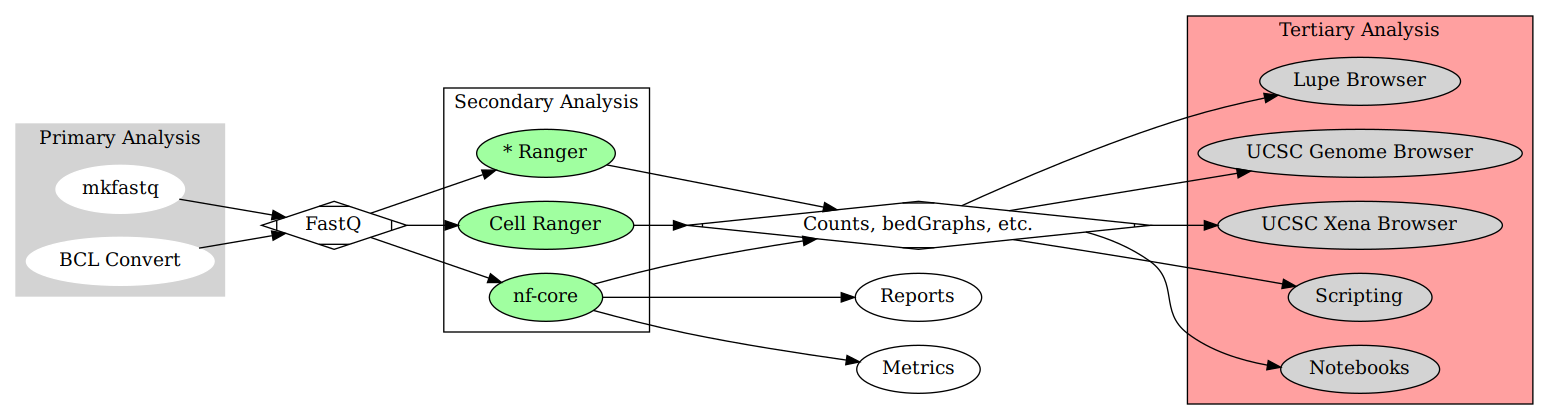 Primary Analysis
mkfastq
BCL Convert
FastQ
Secondary Analysis
* Ranger
Cell Ranger
nf-core
Counts, bedGraphs, etc.
Reports
Metrics
Tertiary Analysis
Lupe Browser
UCSC Genome Browser
UCSC Xena Browser
Scripting
Notebooks